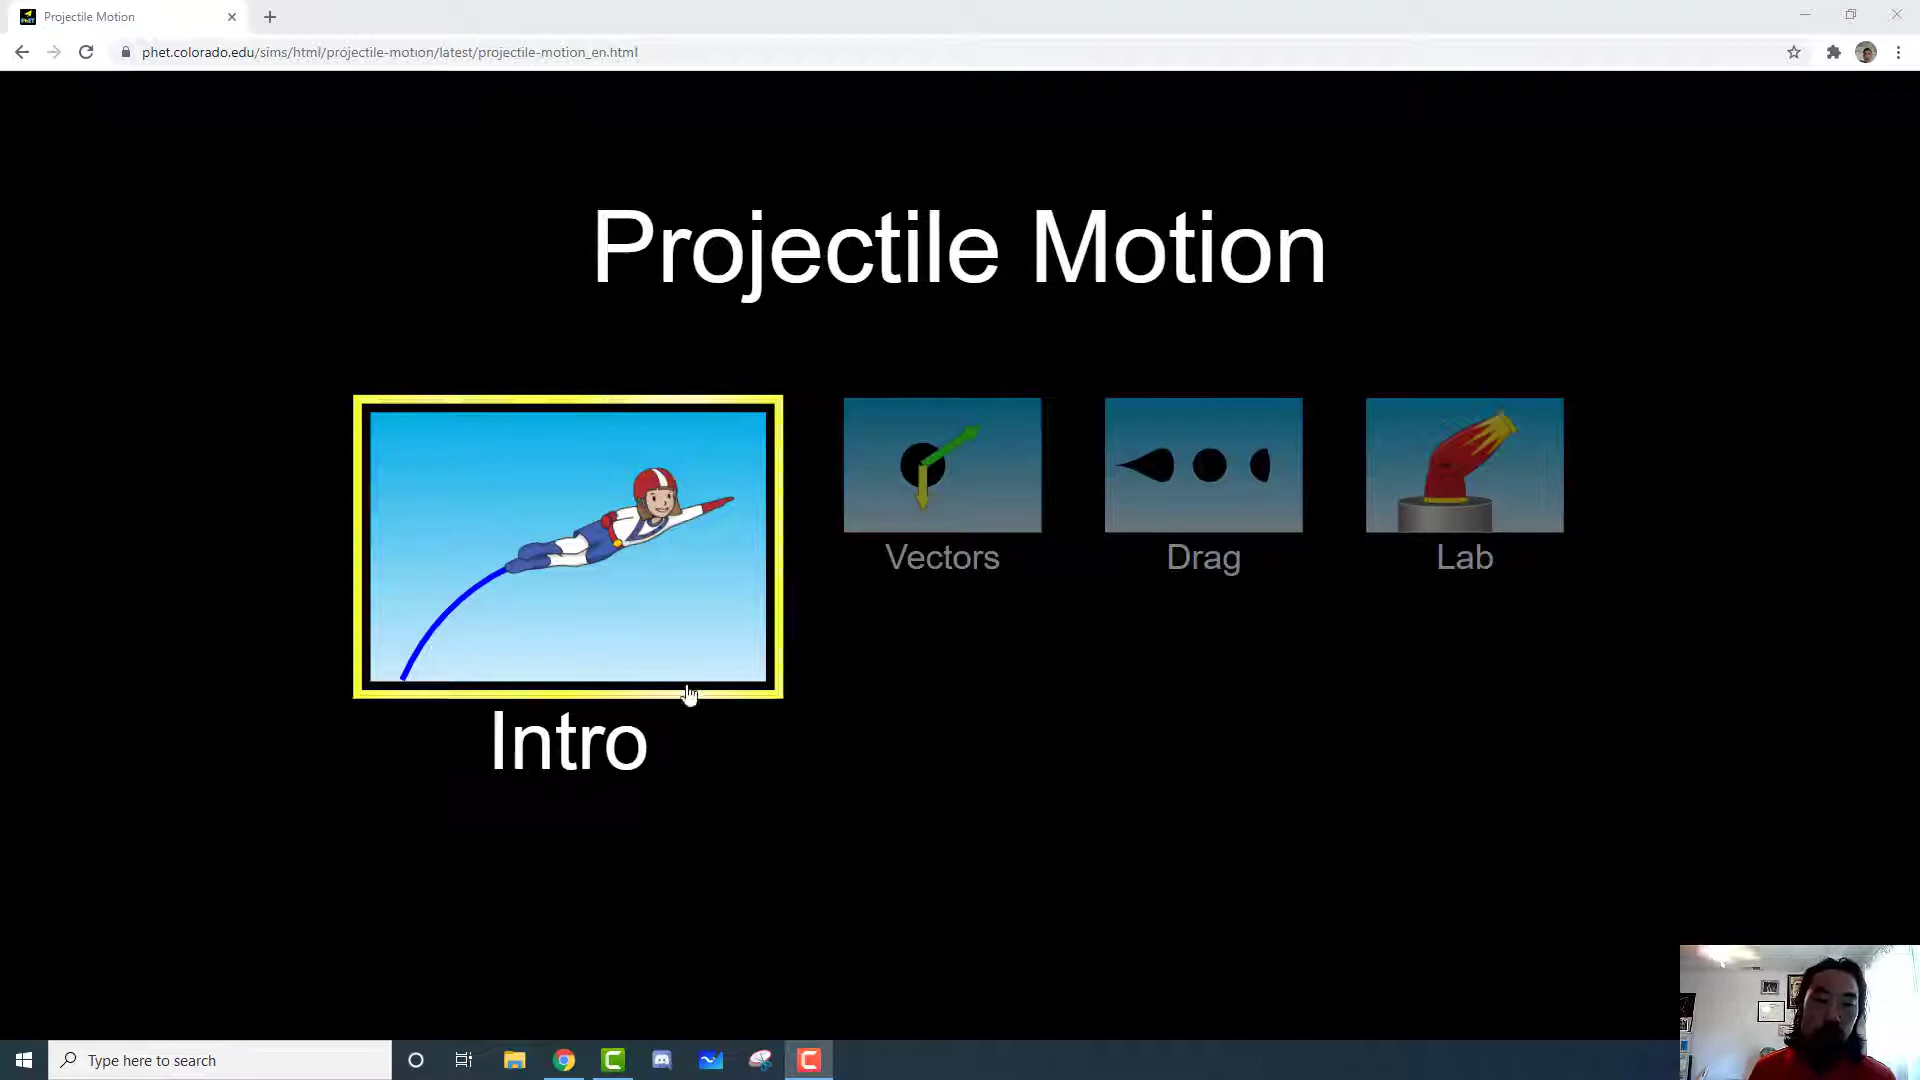 Projectile Motion
phet.colorado.edu/sims/html/projectile-motion/latest/projectile-motion_en.html
Projectile Motion
Intro
Vectors
Drag
Lab
Type here to search